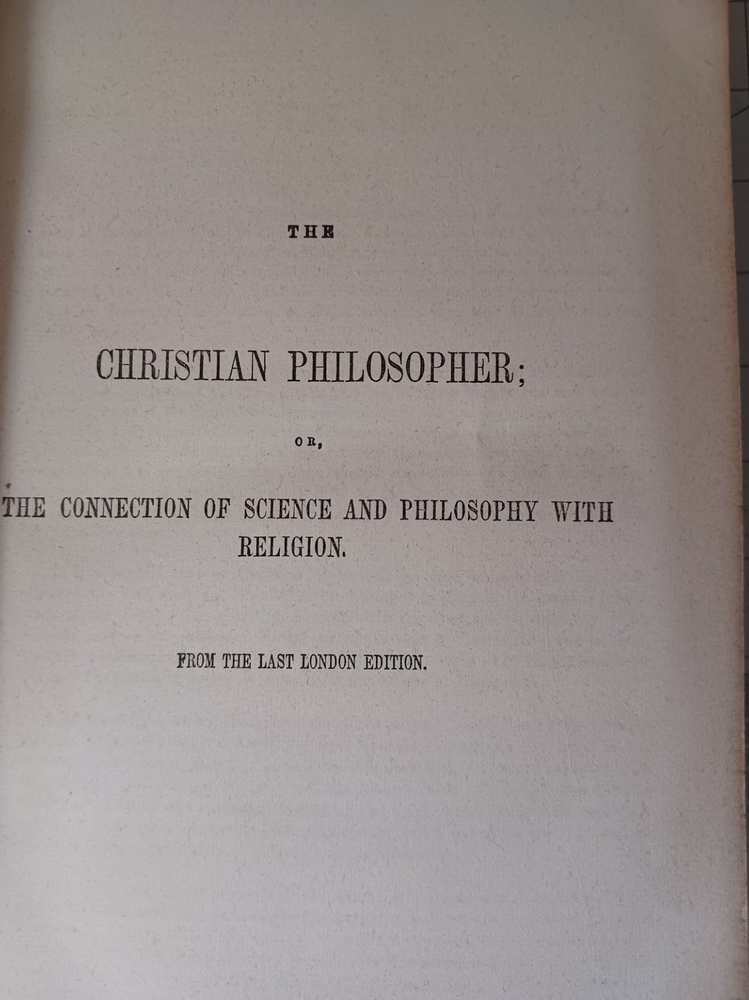 THE
CHRISTIAN PHILOSOPHER;
OR,
THE CONNECTION OF SCIENCE AND PHILOSOPHY WITH
RELIGION.
FROM THE LAST LONDON EDITION.